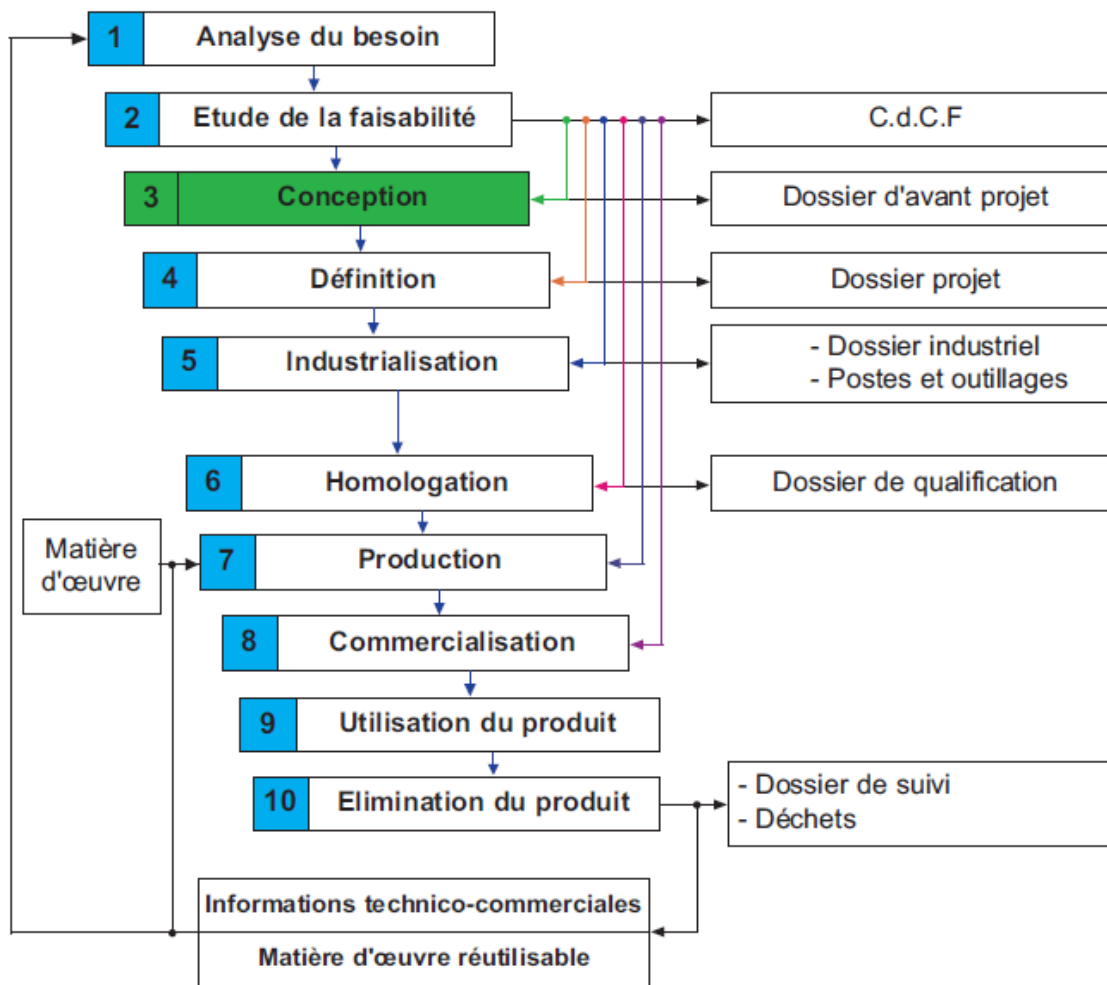 1 Analyse du besoin
2 Etude de la faisabilité
C.d.C.F
3 Conception
Dossier d'avant projet
4 Définition
Dossier projet
5 Industrialisation
- Dossier industriel
- Postes et outillages
6 Homologation
Dossier de qualification
Matière
d'œuvre
7 Production
8 Commercialisation
9 Utilisation du produit
10 Elimination du produit
- Dossier de suivi
- Déchets
Informations technico-commerciales
Matière d'œuvre réutilisable